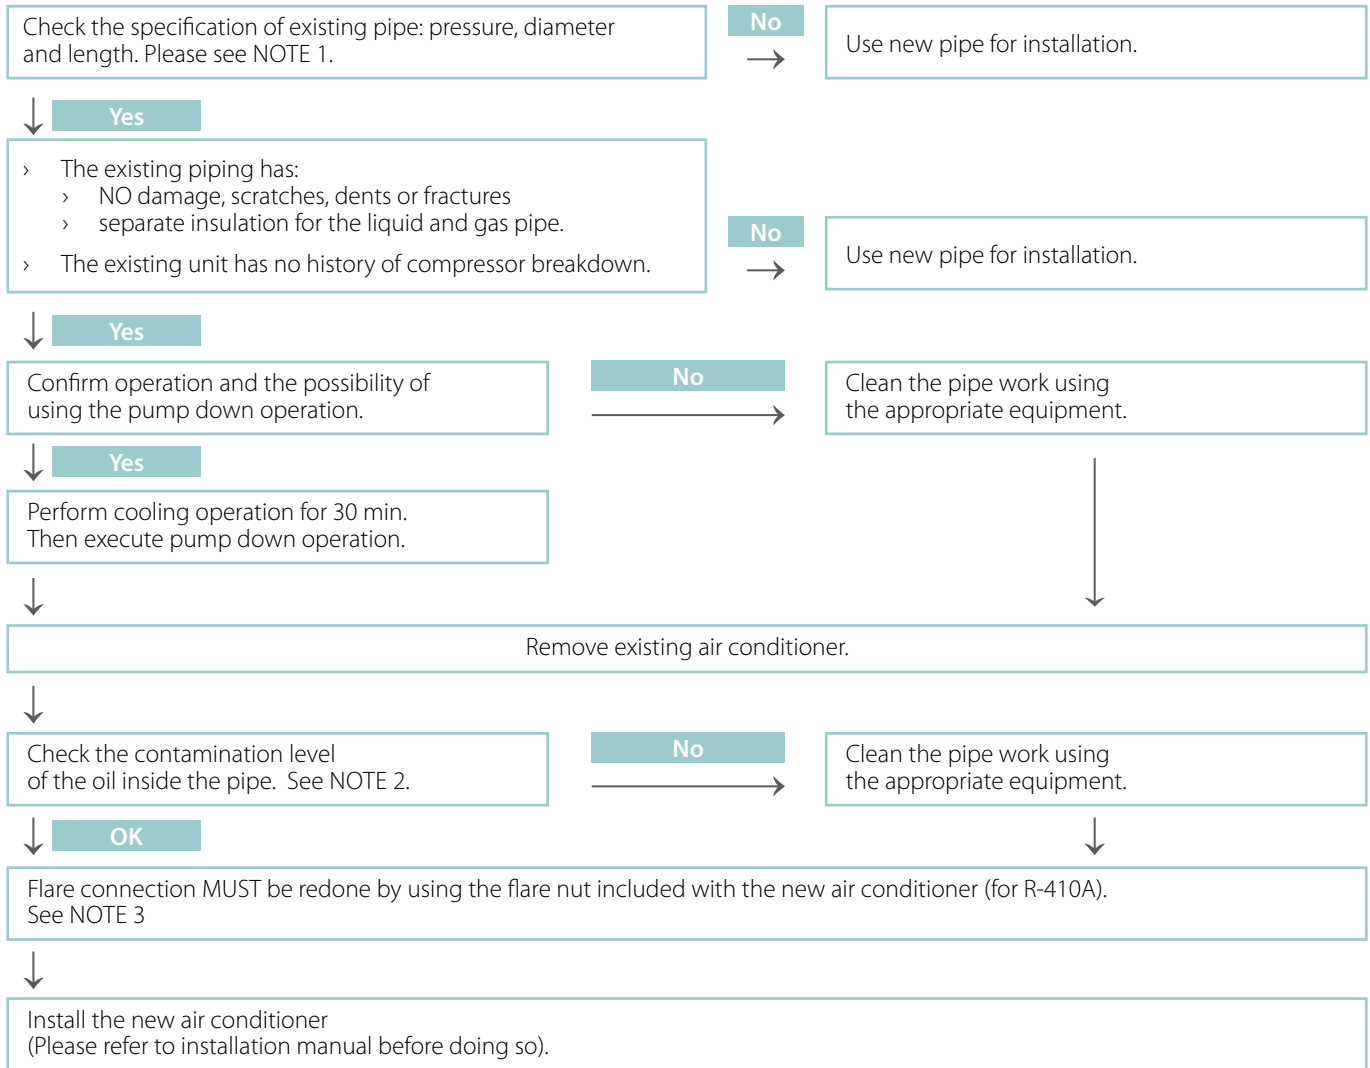 Check the specification of existing pipe: pressure, diameter
and length. Please see NOTE 1.
No
Use new pipe for installation.
Yes
› The existing piping has:
› NO damage, scratches, dents or fractures
› separate insulation for the liquid and gas pipe.
› The existing unit has no history of compressor breakdown.
No
Use new pipe for installation.
Yes
Confirm operation and the possibility of
using the pump down operation.
No
Clean the pipe work using
the appropriate equipment.
Yes
Perform cooling operation for 30 min.
Then execute pump down operation.
Remove existing air conditioner.
Check the contamination level
of the oil inside the pipe. See NOTE 2.
No
Clean the pipe work using
the appropriate equipment.
OK
Flare connection MUST be redone by using the flare nut included with the new air conditioner (for R-410A).
See NOTE 3
Install the new air conditioner
(Please refer to installation manual before doing so).